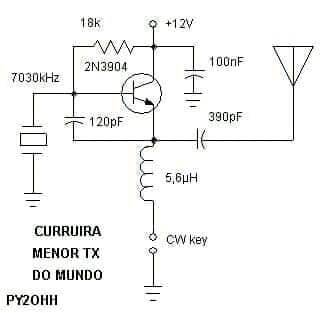 18k
+12V
7030kHz
2N3904
100nF
120pF
390pF
5,6µH
CW key
CURRUIRA
MENOR TX
DO MUNDO
PY2OHH